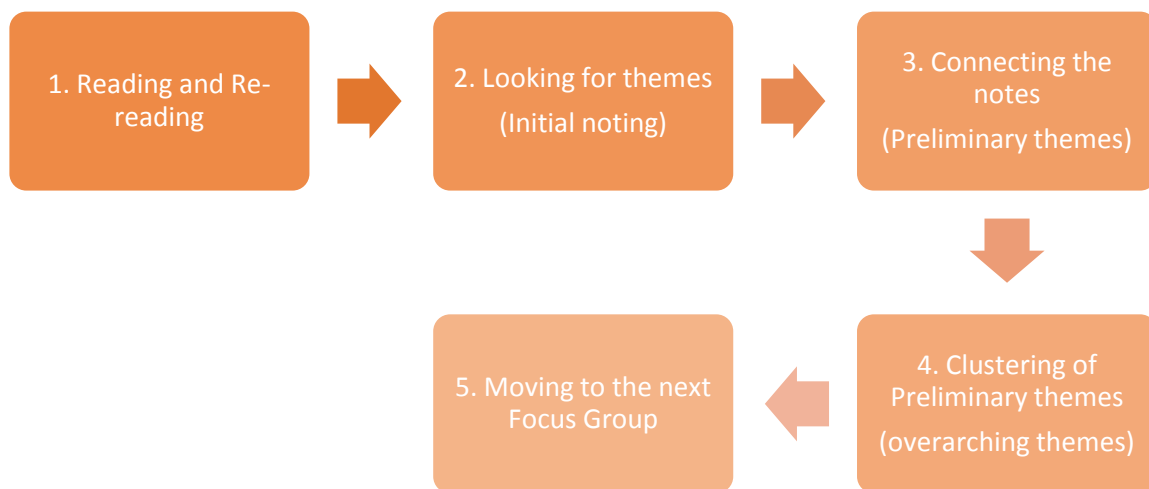 1. Reading and Re-
reading
2. Looking for themes
(Initial noting)
3. Connecting the
notes
(Preliminary themes)
4. Clustering of
Preliminary themes
(overarching themes)
5. Moving to the next
Focus Group